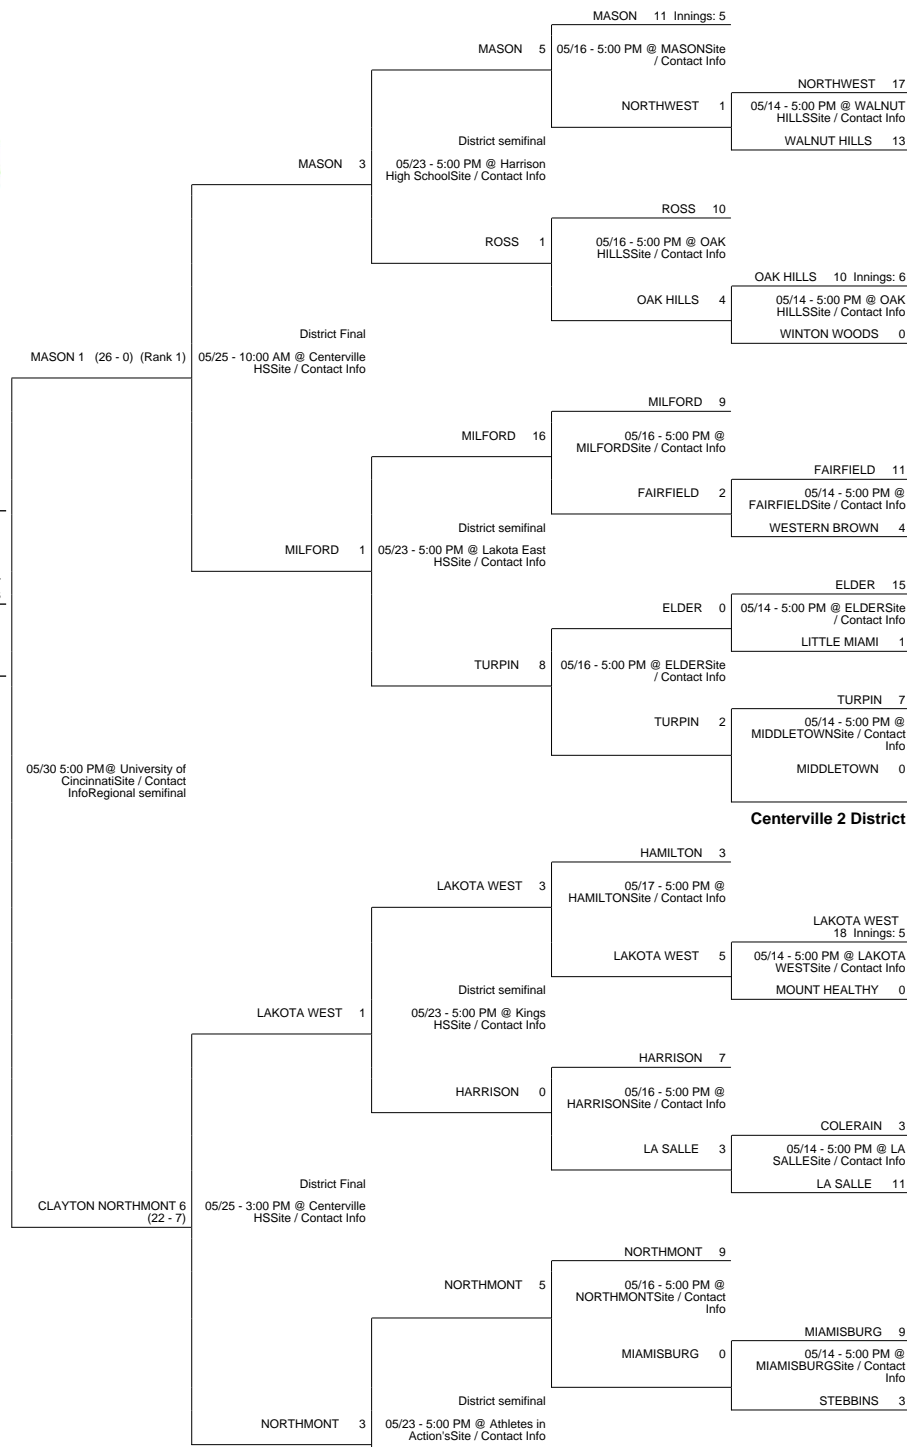 MASON 11 Innings: 5
MASON 5
05/16 - 5:00 PM @ MASONSite
/ Contact Info
NORTHWEST 17
NORTHWEST 1
05/14 - 5:00 PM @ WALNUT
HILLSSite / Contact Info
WALNUT HILLS 13
District semifinal
MASON 3
05/23 - 5:00 PM @ Harrison
High SchoolSite / Contact Info
ROSS 10
ROSS 1
05/16 - 5:00 PM @ OAK
HILLSSite / Contact Info
OAK HILLS 10 Innings: 6
OAK HILLS 4
05/14 - 5:00 PM @ OAK
HILLSSite / Contact Info
WINTON WOODS 0
District Final
MASON 1 (26 - 0) (Rank 1)
05/25 - 10:00 AM @ Centerville
HSSite / Contact Info
MILFORD 9
MILFORD 16
05/16 - 5:00 PM @
MILFORDSite / Contact Info
FAIRFIELD 11
FAIRFIELD 2
05/14 - 5:00 PM @
FAIRFIELDSite / Contact Info
WESTERN BROWN 4
District semifinal
MILFORD 1
05/23 - 5:00 PM @ Lakota East
HSSite / Contact Info
ELDER 15
ELDER 0
05/14 - 5:00 PM @ ELDERSite
/ Contact Info
LITTLE MIAMI 1
TURPIN 8
05/16 - 5:00 PM @ ELDERSite
/ Contact Info
TURPIN 7
TURPIN 2
05/14 - 5:00 PM @
MIDDLETOWNSite / Contact
Info
MIDDLETOWN 0
05/30 5:00 PM@ University of
CincinnatiSite / Contact
InfoRegional semifinal
Centerville 2 District
HAMILTON 3
LAKOTA WEST 3
05/17 - 5:00 PM @
HAMILTONSite / Contact Info
LAKOTA WEST
18 Innings: 5
LAKOTA WEST 5
05/14 - 5:00 PM @ LAKOTA
WESTSite / Contact Info
MOUNT HEALTHY 0
District semifinal
LAKOTA WEST 1
05/23 - 5:00 PM @ Kings
HSSite / Contact Info
HARRISON 7
HARRISON 0
05/16 - 5:00 PM @
HARRISONSite / Contact Info
COLERAIN 3
LA SALLE 3
05/14 - 5:00 PM @ LA
SALLESite / Contact Info
LA SALLE 11
District Final
CLAYTON NORTHMONT 6
(22 - 7)
05/25 - 3:00 PM @ Centerville
HSSite / Contact Info
NORTHMONT 9
NORTHMONT 5
05/16 - 5:00 PM @
NORTHMONTSite / Contact
Info
MIAMISBURG 9
MIAMISBURG 0
05/14 - 5:00 PM @
MIAMISBURGSite / Contact
Info
STEBBINS 3
District semifinal
NORTHMONT 3
05/23 - 5:00 PM @ Athletes in
Action'sSite / Contact Info